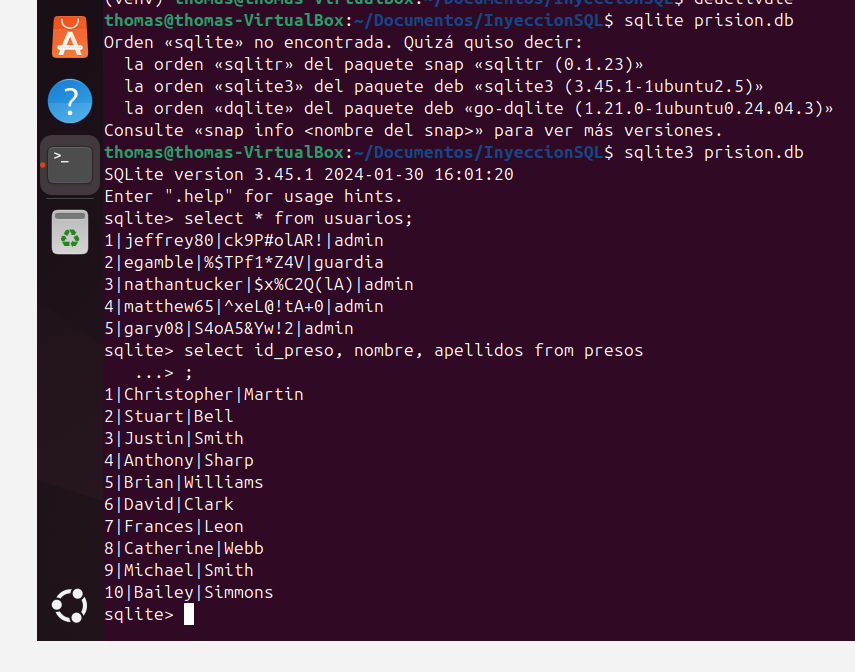 (venv) thomas@thomas-VirtualBox:~/Documentos/InyeccionSQL$ deactivate
thomas@thomas-VirtualBox:~/Documentos/InyeccionSQL$ sqlite prision.db
Orden «sqlite» no encontrada. Quizá quiso decir:
  la orden «sqlitr» del paquete snap «sqlitr (0.1.23)»
  la orden «sqlite3» del paquete deb «sqlite3 (3.45.1-1ubuntu2.5)»
  la orden «dqlite» del paquete deb «go-dqlite (1.21.0-1ubuntu0.24.04.3)»
Consulte «snap info <nombre del snap>» para ver más versiones.
thomas@thomas-VirtualBox:~/Documentos/InyeccionSQL$ sqlite3 prision.db
SQLite version 3.45.1 2024-01-30 16:01:20
Enter ".help" for usage hints.
sqlite> select * from usuarios;
1|jeffrey80|ck9P#olAR!|admin
2|egamble|%$TPf1*Z4V|guardia
3|nathantucker|$x%C2Q(lA)|admin
4|matthew65|^xeL@!tA+0|admin
5|gary08|S4oA5&Yw!2|admin
sqlite> select id_preso, nombre, apellidos from presos
   ...> ;
1|Christopher|Martin
2|Stuart|Bell
3|Justin|Smith
4|Anthony|Sharp
5|Brian|Williams
6|David|Clark
7|Frances|Leon
8|Catherine|Webb
9|Michael|Smith
10|Bailey|Simmons
sqlite>